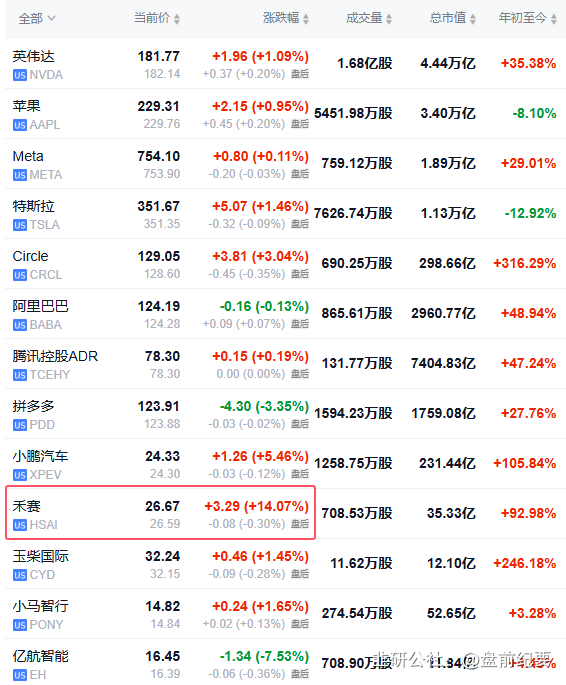 全部 当前价 涨跌幅 成交量 总市值 年初至今
英伟达 181.77 +1.96 (+1.09%) 1.68亿股 4.44万亿 +35.38%
US NVDA 182.14 +0.37 (+0.20%) 盘后
苹果 229.31 +2.15 (+0.95%) 5451.98万股 3.40万亿 -8.10%
US AAPL 229.76 +0.45 (+0.20%) 盘后
Meta 754.10 +0.80 (+0.11%) 759.12万股 1.89万亿 +29.01%
US META 753.90 -0.20 (-0.03%) 盘后
特斯拉 351.67 +5.07 (+1.46%) 7626.74万股 1.13万亿 -12.92%
US TSLA 351.35 -0.32 (-0.09%) 盘后
Circle 129.05 +3.81 (+3.04%) 690.25万股 298.66亿 +316.29%
US CRCL 128.60 -0.45 (-0.35%) 盘后
阿里巴巴 124.19 -0.16 (-0.13%) 865.61万股 2960.77亿 +48.94%
US BABA 124.28 +0.09 (+0.07%) 盘后
腾讯控股ADR 78.30 +0.15 (+0.19%) 131.77万股 7404.83亿 +47.24%
US TCEHY 78.30 0.00 (0.00%) 盘后
拼多多 123.91 -4.30 (-3.35%) 1594.23万股 1759.08亿 +27.76%
US PDD 123.88 -0.03 (-0.02%) 盘后
小鹏汽车 24.33 +1.26 (+5.46%) 1258.75万股 231.44亿 +105.84%
US XPEV 24.30 -0.03 (-0.12%) 盘后
禾赛 26.67 +3.29 (+14.07%) 708.53万股 35.33亿 +92.98%
US HSAI 26.59 -0.08 (-0.30%) 盘后
玉柴国际 32.24 +0.46 (+1.45%) 11.62万股 12.10亿 +246.18%
US CYD 32.15 -0.09 (-0.28%) 盘后
小马智行 14.82 +0.24 (+1.65%) 274.54万股 52.65亿 +3.28%
US PONY 14.84 +0.02 (+0.13%) 盘后
亿航智能 16.45 -1.34 (-7.53%) 708.90万股
US EH 16.39 -0.06 (-0.36%) 盘后
公社 @盘前纪要